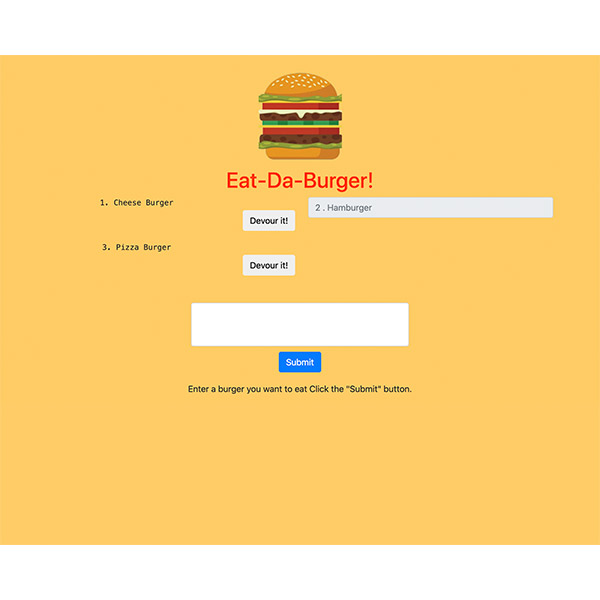 Eat-Da-Burger!
1. Cheese Burger
Devour it!
2 . Hamburger
3. Pizza Burger
Devour it!
Submit
Enter a burger you want to eat Click the "Submit" button.